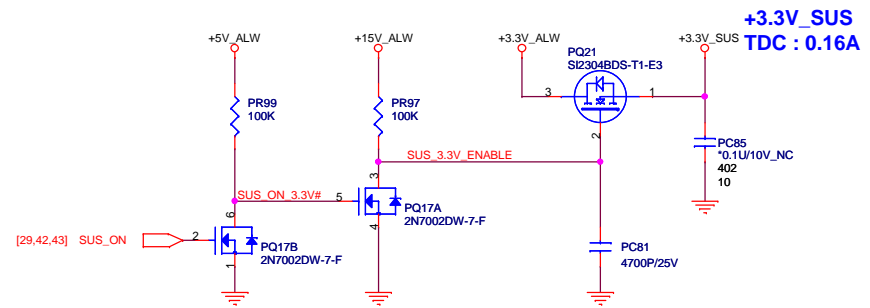 +3.3V_SUS
TDC : 0.16A
+5V_ALW
+15V_ALW
+3.3V_ALW
+3.3V_SUS
PQ21
SI2304BDS-T1-E3
3
1
2
PR99
100K
PR97
100K
PC85
*0.1U/10V_NC
402
10
SUS_3.3V_ENABLE
SUS_ON_3.3V#
3
5
4
PQ17A
2N7002DW-7-F
6
[29,42,43] SUS_ON
2
1
PQ17B
2N7002DW-7-F
PC81
4700P/25V